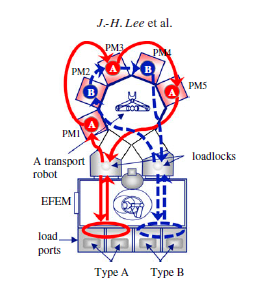 J.-H. Lee et al.
PM3
A
PM4
B
PM2
B
PM5
A
PM1
A
A transport
robot
loadlocks
EFEM
load
ports
Type A
Type B